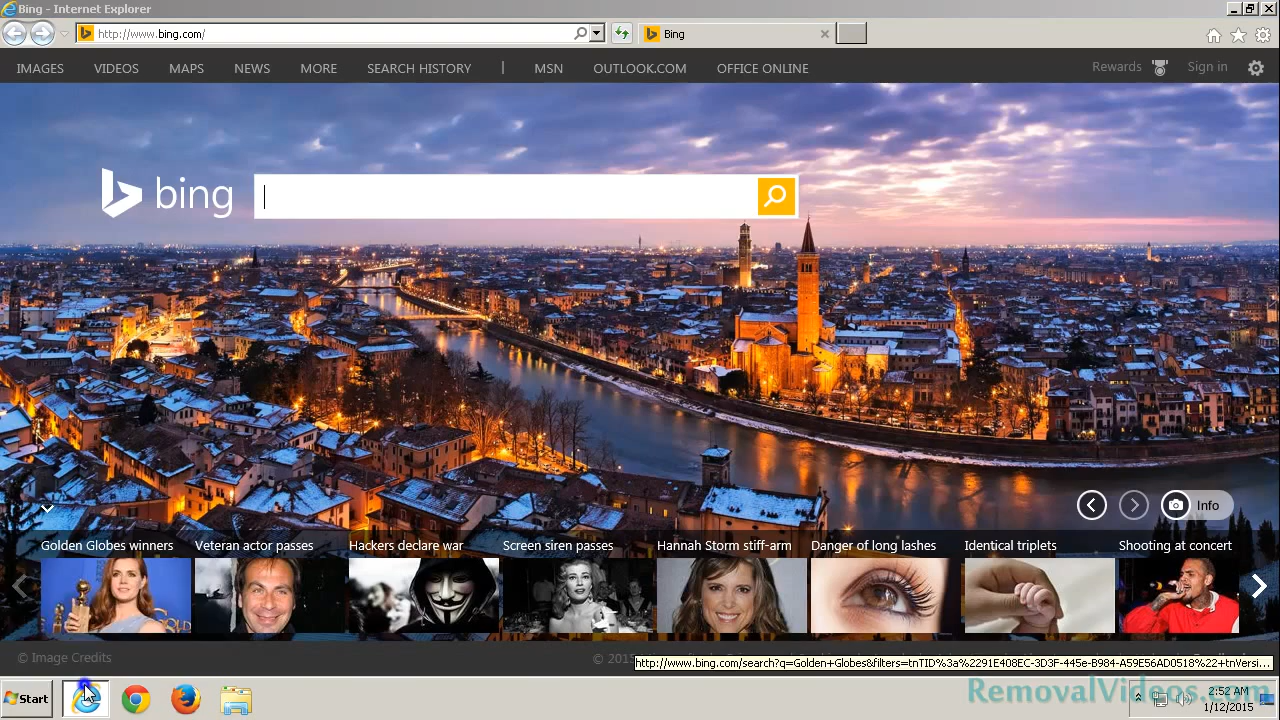 Bing - Internet Explorer
http://www.bing.com/
Bing
IMAGES VIDEOS MAPS NEWS MORE SEARCH HISTORY | MSN OUTLOOK.COM OFFICE ONLINE
Rewards Sign in
bing
Info
Golden Globes winners
Veteran actor passes
Hackers declare war
Screen siren passes
Hannah Storm stiff-arm
Danger of long lashes
Identical triplets
Shooting at concert
© Image Credits
© 2015
http://www.bing.com/search?q=Golden+Globes&filters=tnTID%3a%2291E408EC-1D3F-445e-B984-A59E56AD0518%22+tnVersi...
Start
RemovalVideos.com
2:52 AM
1/12/2015